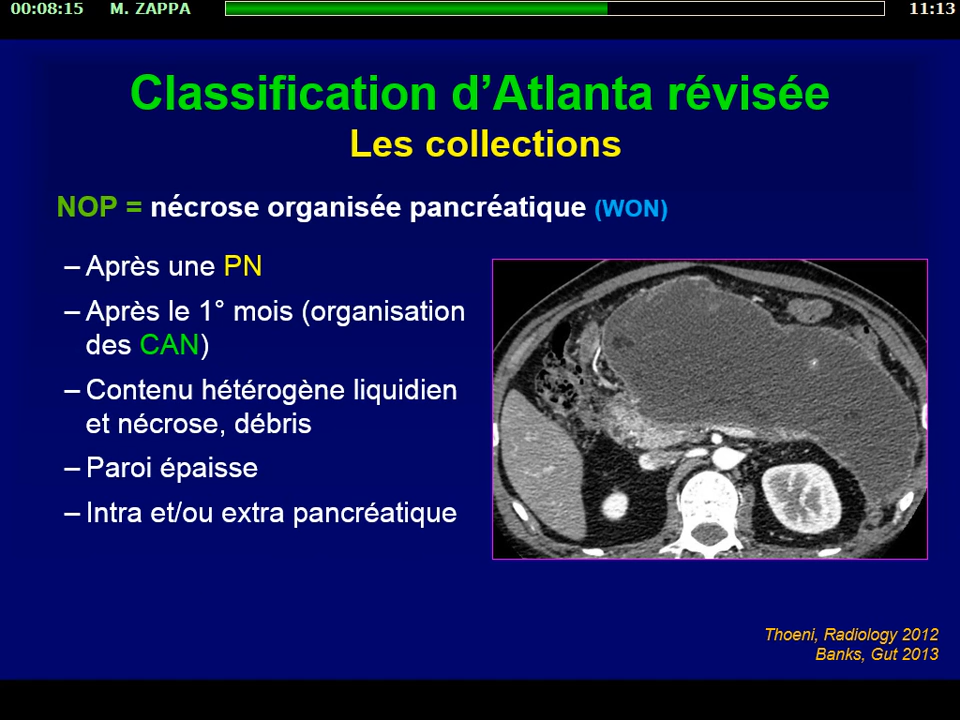 00:08:15 M. ZAPPA 11:13
Classification d'Atlanta révisée
Les collections
NOP = nécrose organisée pancréatique (WON)
– Après une PN
– Après le 1° mois (organisation
des CAN)
– Contenu hétérogène liquidien
et nécrose, débris
– Paroi épaisse
– Intra et/ou extra pancréatique
Thoeni, Radiology 2012
Banks, Gut 2013